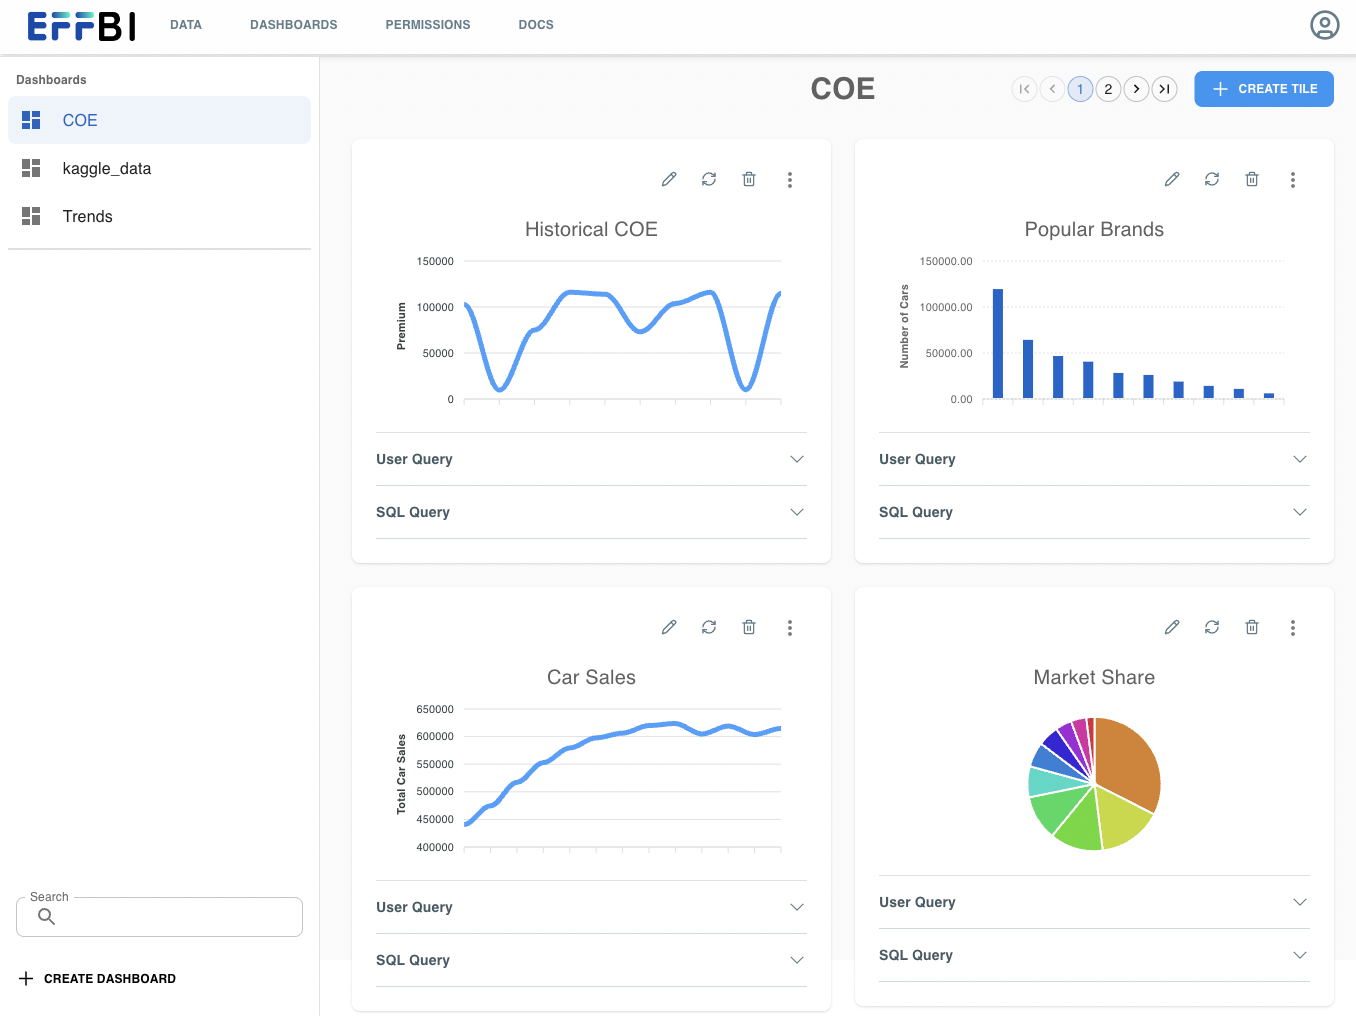 EFFBI DATA DASHBOARDS PERMISSIONS DOCS
Dashboards
COE
kaggle_data
Trends
Search
CREATE DASHBOARD
COE 1 2 CREATE TILE
Historical COE
Premium
150000
100000
50000
0
User Query
SQL Query
Popular Brands
Number of Cars
150000.00
100000.00
50000.00
0.00
User Query
SQL Query
Car Sales
Total Car Sales
650000
600000
550000
500000
450000
400000
User Query
SQL Query
Market Share
User Query
SQL Query